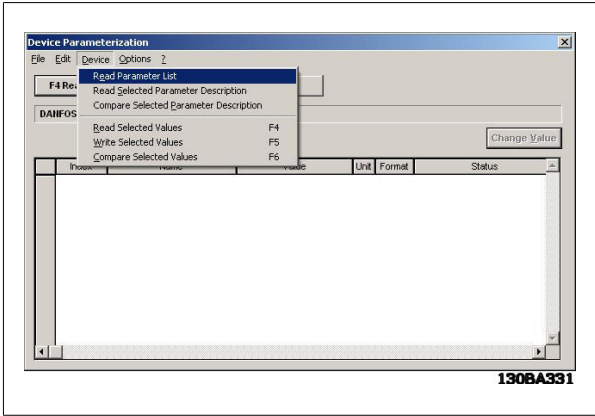 Device Parameterization
File Edit Device Options ?
Read Parameter List
Read Selected Parameter Description
Compare Selected Parameter Description
Read Selected Values F4
Write Selected Values F5
Compare Selected Values F6
F4 Re
DANFOS
Change Value
Index Name Value Unit Format Status
130BA331